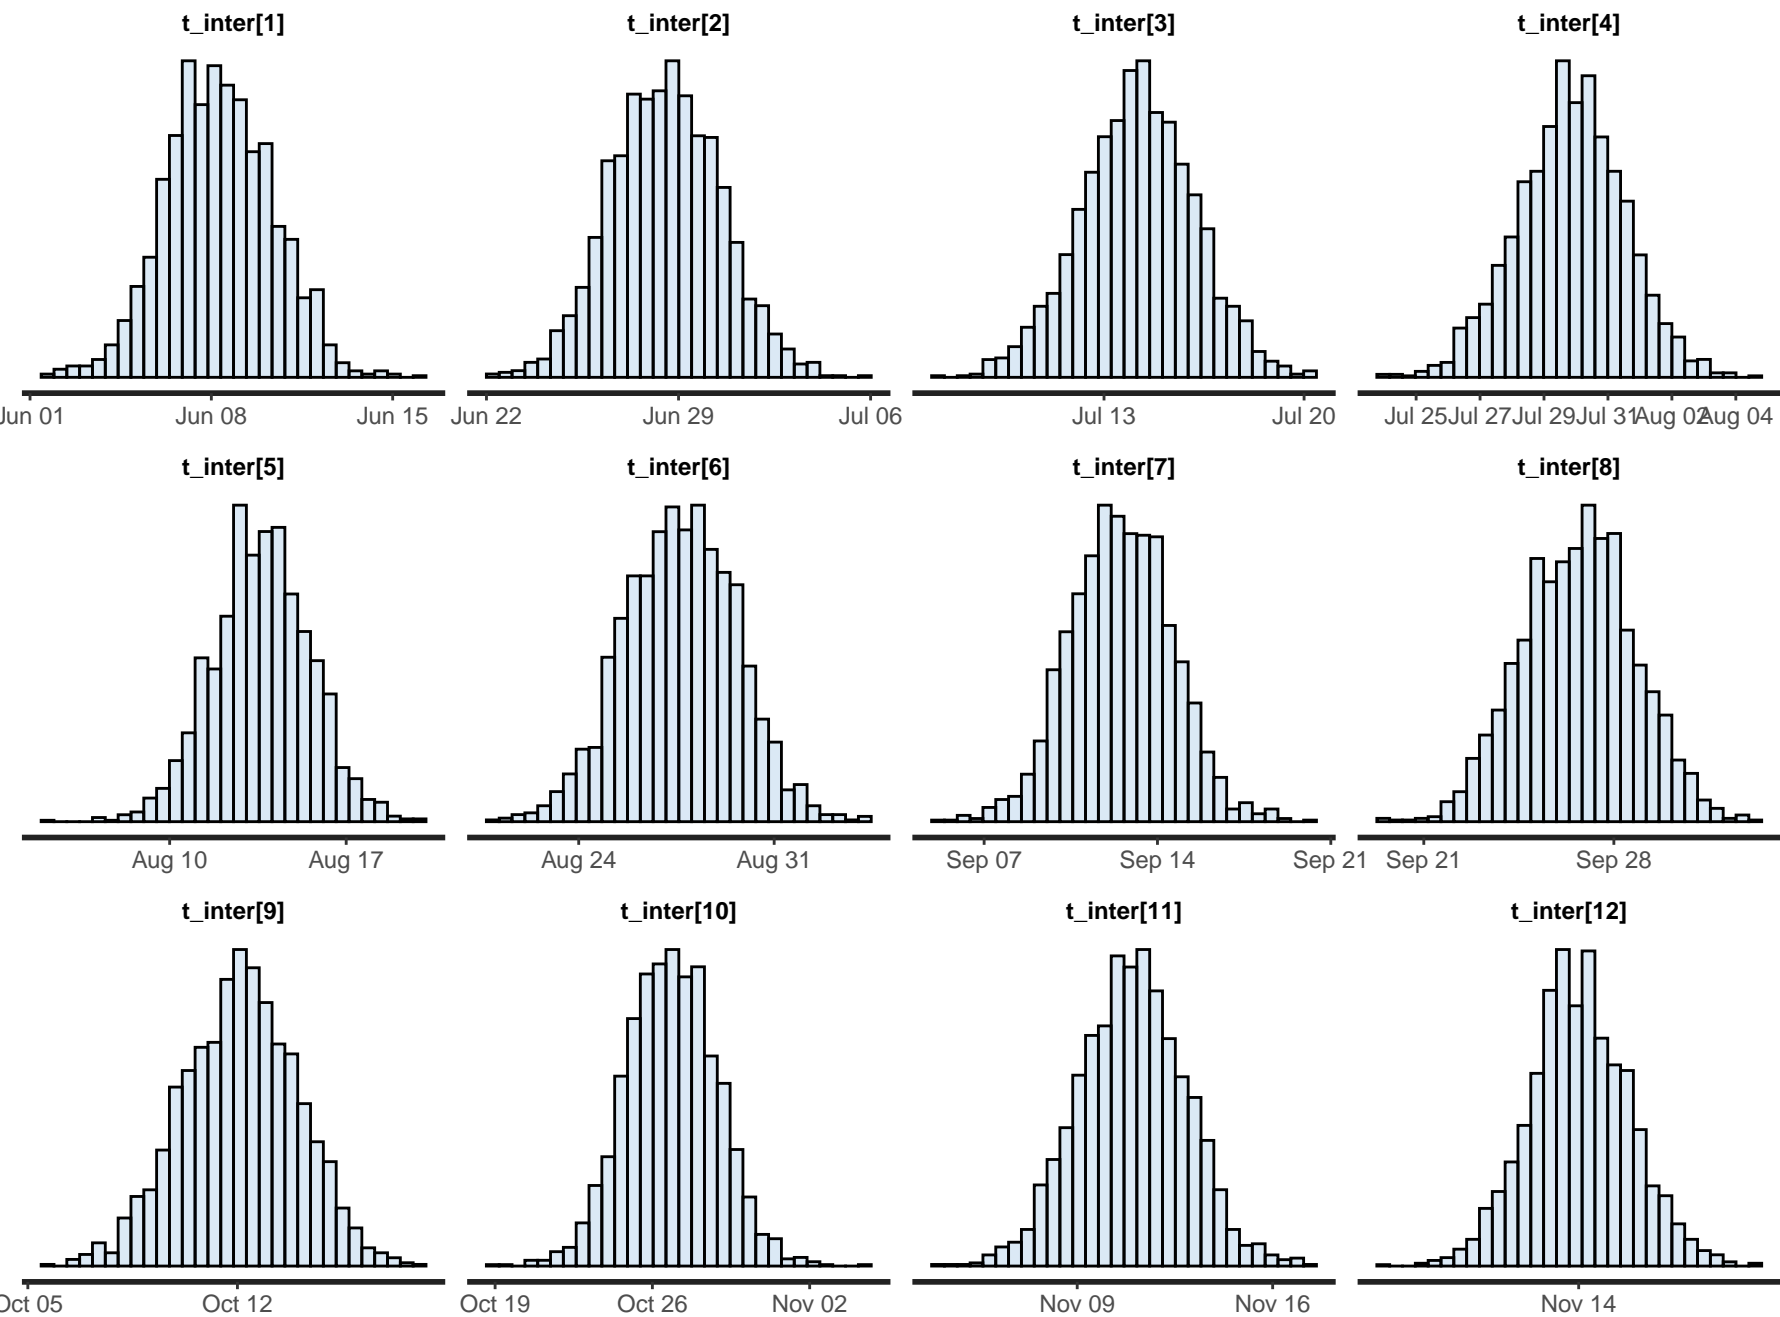 t_inter[1] t_inter[2] t_inter[3] t_inter[4]
Jun 01 Jun 08 Jun 15 Jun 22 Jun 29 Jul 06 Jul 13 Jul 20 Jul 25 Jul 27 Jul 29 Jul 31 Aug 02 Aug 04
t_inter[5] t_inter[6] t_inter[7] t_inter[8]
Aug 10 Aug 17 Aug 24 Aug 31 Sep 07 Sep 14 Sep 21 Sep 21 Sep 28
t_inter[9] t_inter[10] t_inter[11] t_inter[12]
Oct 05 Oct 12 Oct 19 Oct 26 Nov 02 Nov 09 Nov 16 Nov 14